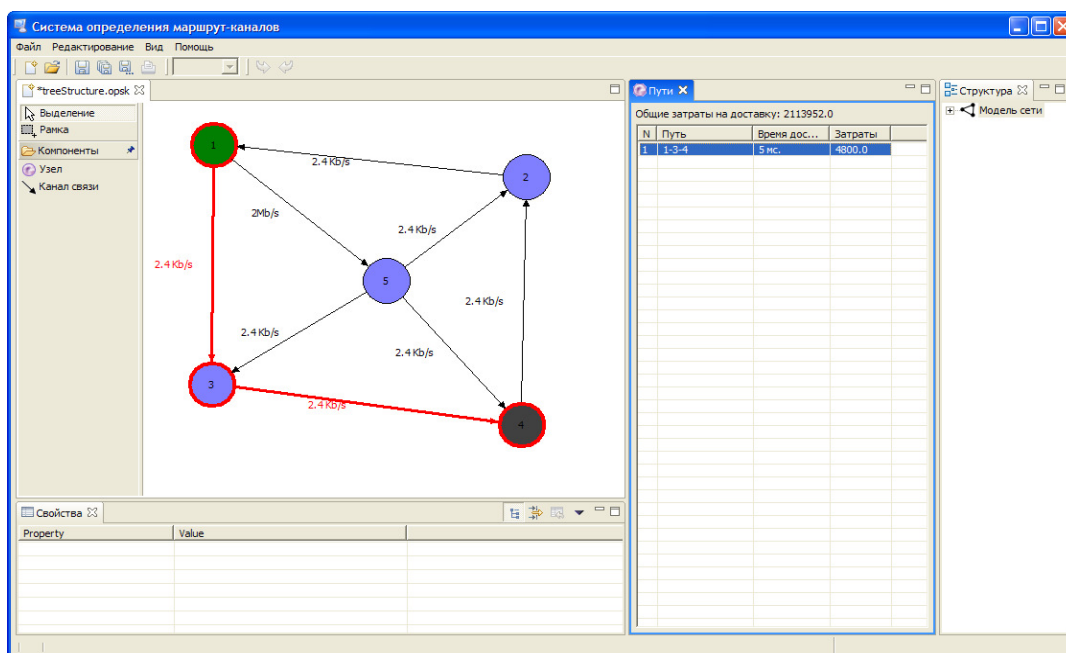 Система определения маршрут-каналов
Файл Редактирование Вид Помощь
*treeStructure.opsk
Выделение
Рамка
Компоненты
Узел
Канал связи
1
2.4 Kb/s
2
2Mb/s
2.4 Kb/s
2.4 Kb/s
5
2.4 Kb/s
2.4 Kb/s
2.4 Kb/s
3
2.4 Kb/s
4
Пути
Общие затраты на доставку: 2113952.0
N Путь Время дос... Затраты
1 1-3-4 5 мс. 4800.0
Структура
Модель сети
Свойства
Property Value